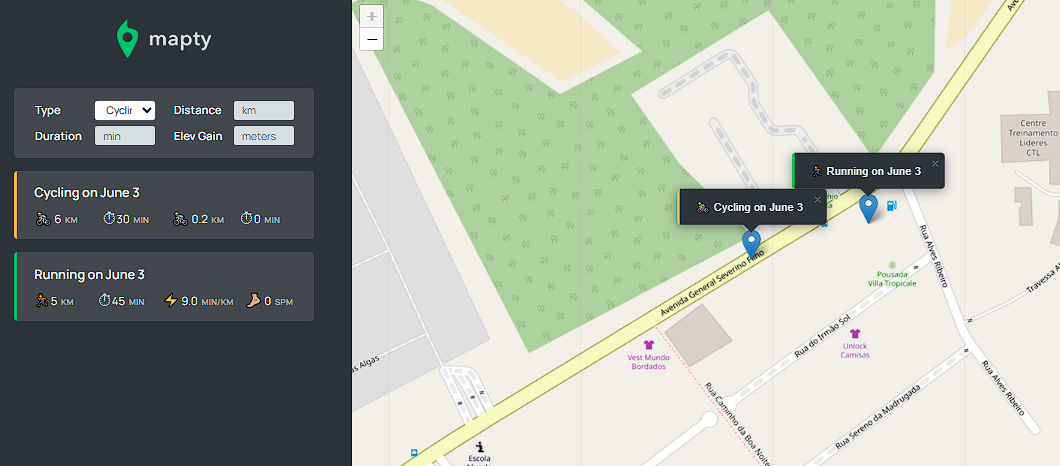 mapty
Type
Cyclin
Distance
km
Duration
min
Elev Gain
meters
Cycling on June 3
6 KM
30 MIN
0.2 KM
0 MIN
Running on June 3
5 KM
45 MIN
9.0 MIN/KM
0 SPM
+
−
Centre
Treinamento
Lideres
CTL
Running on June 3
×
Cycling on June 3
×
Avenida General Severino Filho
Rua Alves Ribeiro
Pousada
Villa Tropicale
Travessa Al
Rua do Irmão Sol
Unlock
Camisas
Vest Mundo
Bordados
as Algas
Rua Caminho da Boa Noite
Rua Sereno da Madrugada
Rua Alves Ribeiro
Escola